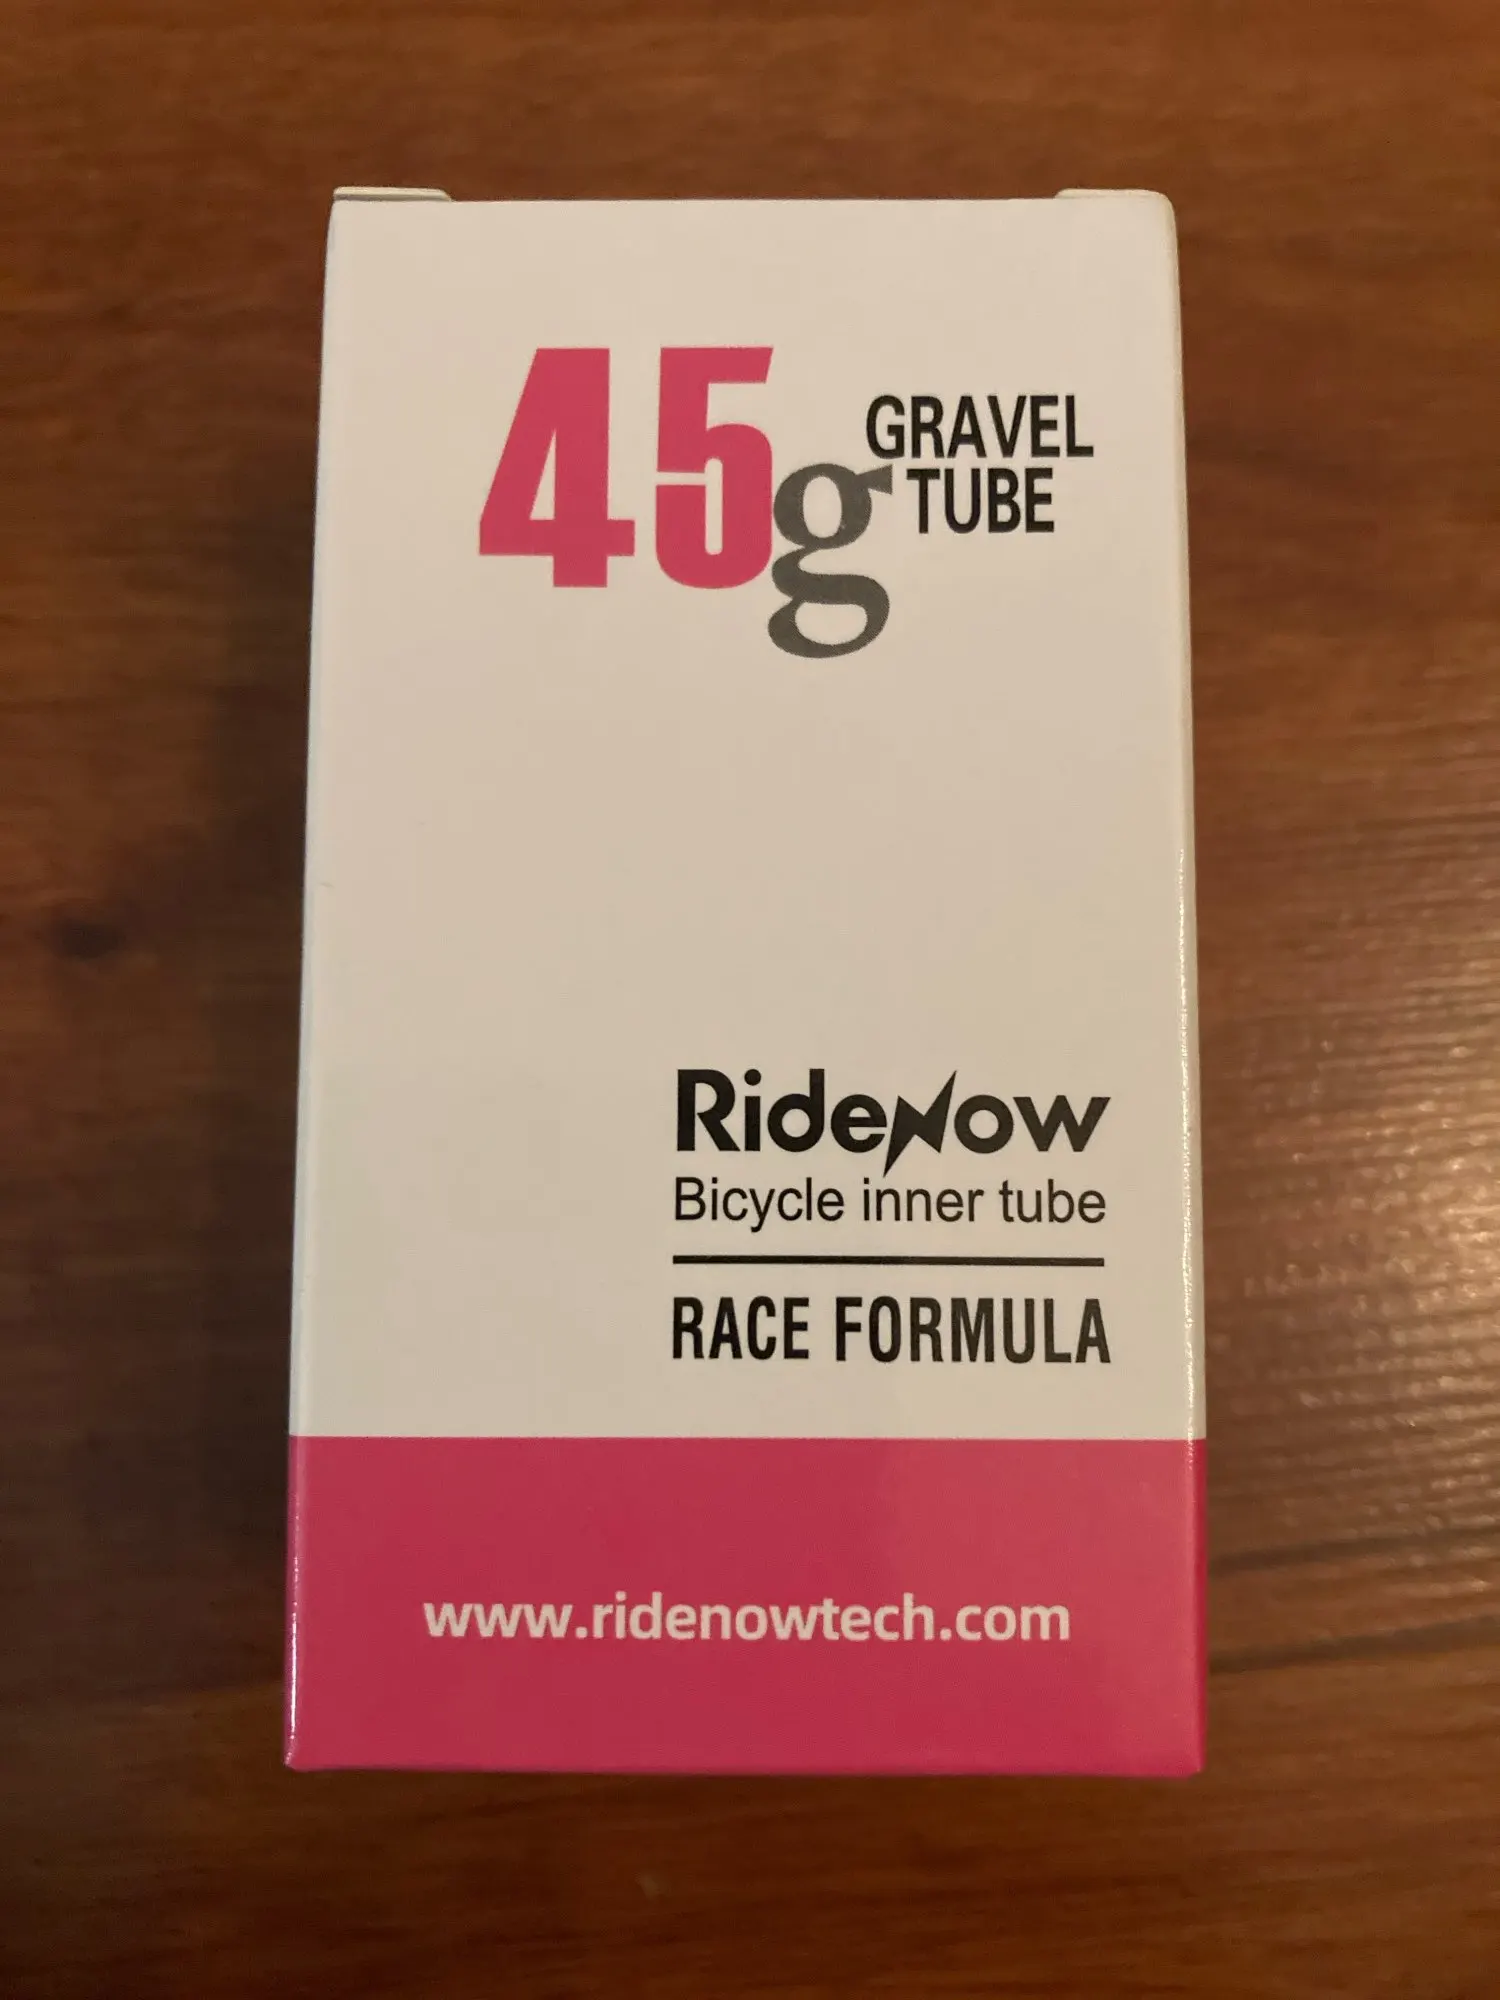 45g GRAVEL
TUBE
RideNow
Bicycle inner tube
RACE FORMULA
www.ridenowtech.com